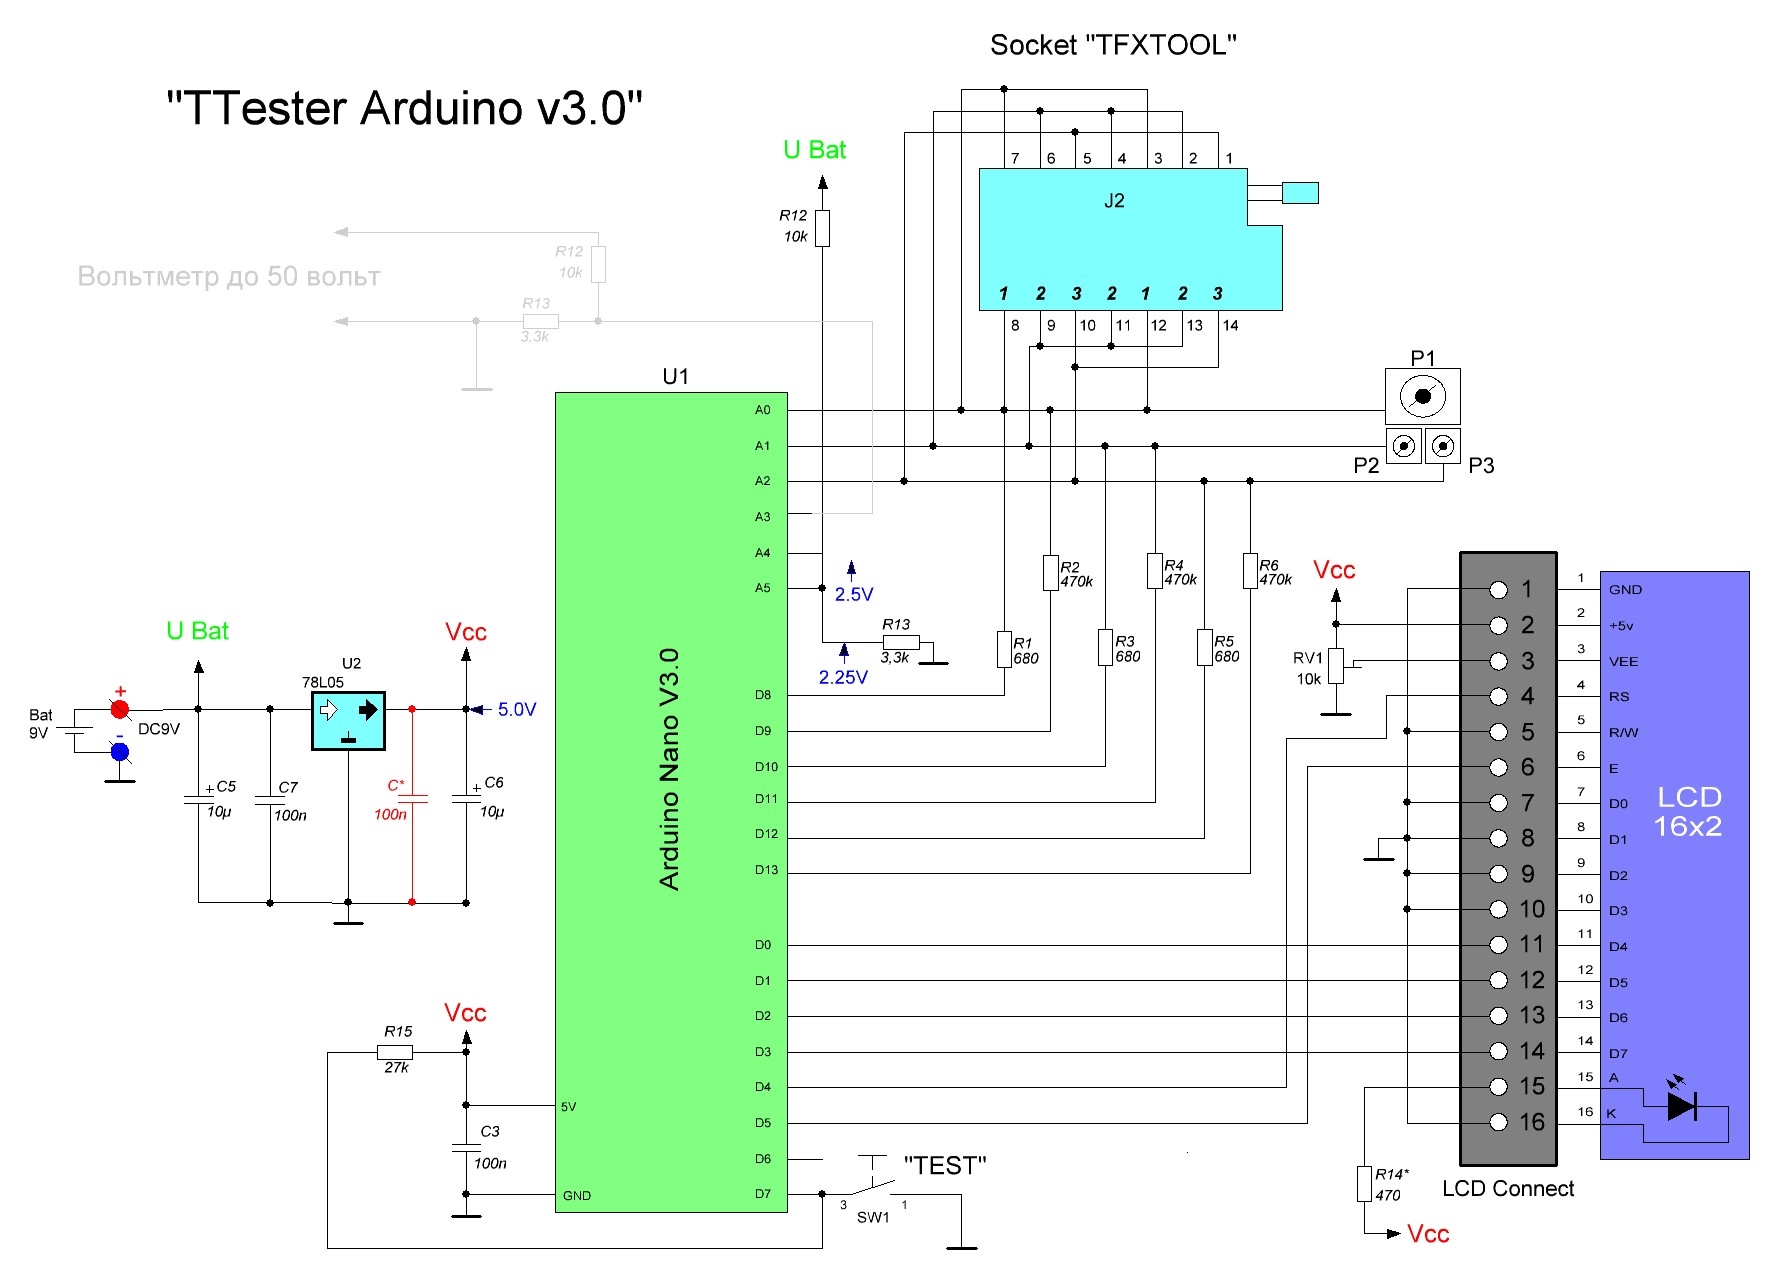 Socket "TFXTOOL"
"TTester Arduino v3.0"
U Bat
7 6 5 4 3 2 1
J2
R12
10k
R12
10k
Вольтметр до 50 вольт
R13
3,3k
1 2 3 2 1 2 3
8 9 10 11 12 13 14
P1
P2
P3
U1
Arduino Nano V3.0
A0
A1
A2
A3
A4
A5
D8
D9
D10
D11
D12
D13
D0
D1
D2
D3
D4
D5
D6
D7
5V
GND
2.5V
R13
3,3k
2.25V
R2
470k
R4
470k
R6
470k
R1
680
R3
680
R5
680
U Bat
Vcc
U2
78L05
5.0V
Bat
9V
+
-
DC9V
+ C5
10µ
C7
100n
C*
100n
+ C6
10µ
Vcc
R15
27k
C3
100n
"TEST"
3
1
SW1
Vcc
RV1
10k
1 1 GND
2 2 +5v
3 3 VEE
4 4 RS
5 5 R/W
6 6 E
7 7 D0
8 8 D1
9 9 D2
10 10 D3
11 11 D4
12 12 D5
13 13 D6
14 14 D7
15 15 A
16 16 K
LCD
16x2
R14*
470
LCD Connect
Vcc